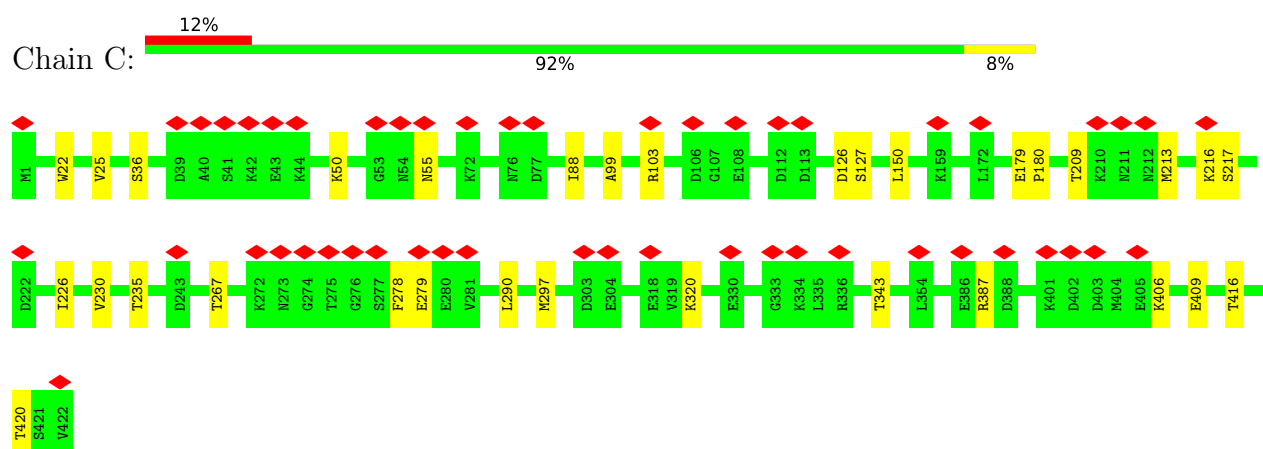 12%
Chain C:
92% 8%
M1 W22 V25 S36 D39 A40 S41 K42 E43 K44 K50 G53 N54 N55 K72 N76 D77 I88 A99 R103 D106 G107 E108 D112 D113 D126 S127 L150 K159 L172 E179 P180 T209 K210 N211 N212 M213 K216 S217
D222 I226 V230 T235 D243 T267 K272 N273 G274 T275 G276 S277 F278 E279 E280 V281 L290 M297 D303 E304 E318 V319 K320 E330 G333 K334 L335 R336 T343 L354 E386 R387 D388 K401 D402 D403 M404 E405 K406 E409 T416
T420 S421 V422